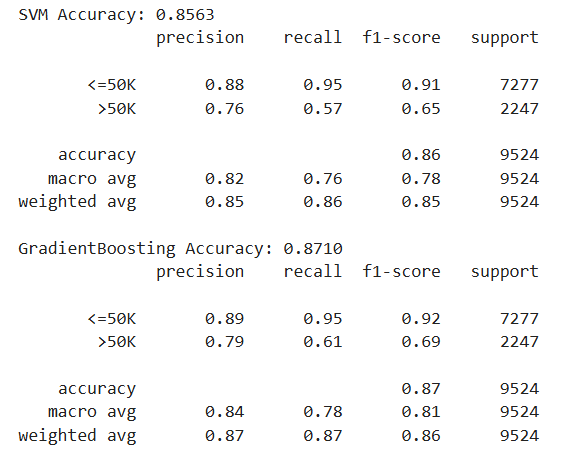 SVM Accuracy: 0.8563
precision recall f1-score support
<=50K 0.88 0.95 0.91 7277
>50K 0.76 0.57 0.65 2247
accuracy 0.86 9524
macro avg 0.82 0.76 0.78 9524
weighted avg 0.85 0.86 0.85 9524
GradientBoosting Accuracy: 0.8710
precision recall f1-score support
<=50K 0.89 0.95 0.92 7277
>50K 0.79 0.61 0.69 2247
accuracy 0.87 9524
macro avg 0.84 0.78 0.81 9524
weighted avg 0.87 0.87 0.86 9524